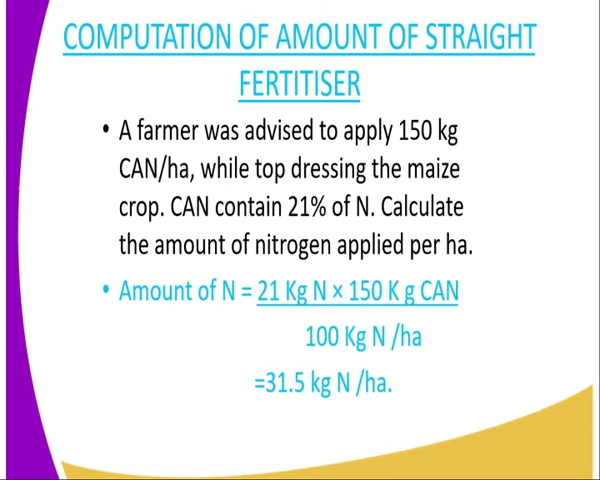 COMPUTATION OF AMOUNT OF STRAIGHT
FERTITISER
• A farmer was advised to apply 150 kg
CAN/ha, while top dressing the maize
crop. CAN contain 21% of N. Calculate
the amount of nitrogen applied per ha.
• Amount of N = 21 Kg N × 150 K g CAN
100 Kg N /ha
=31.5 kg N /ha.